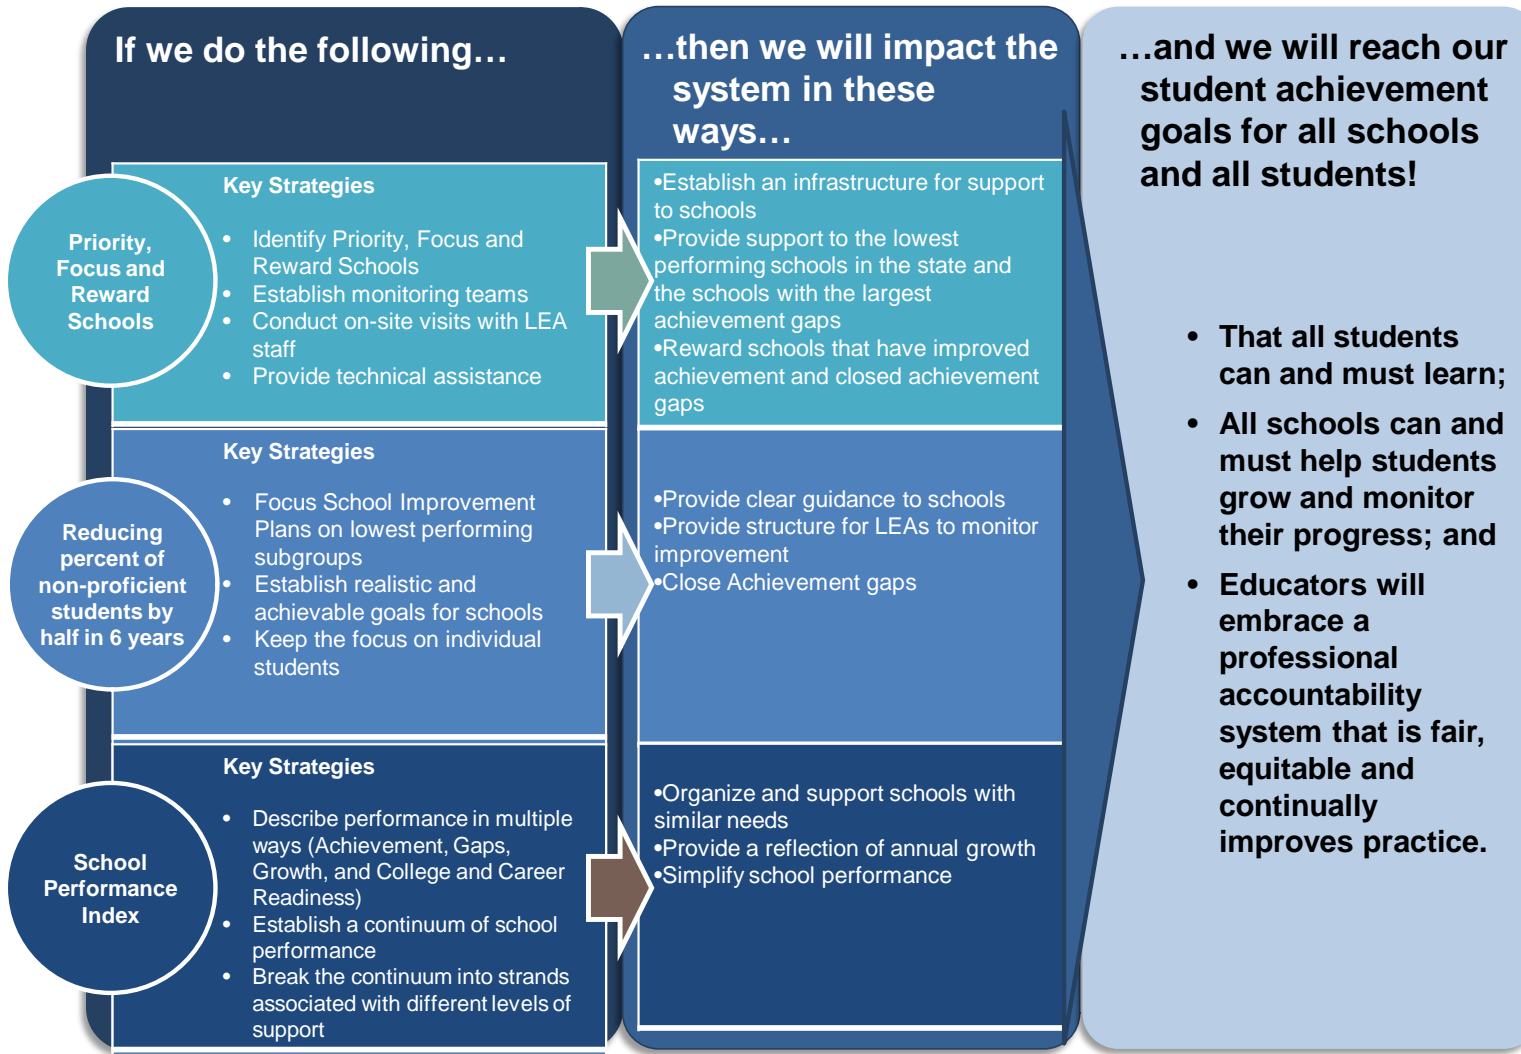 If we do the following…
Priority,
Focus and
Reward
Schools
Key Strategies
• Identify Priority, Focus and
Reward Schools
• Establish monitoring teams
• Conduct on-site visits with LEA
staff
• Provide technical assistance
Reducing
percent of
non-proficient
students by
half in 6 years
Key Strategies
• Focus School Improvement
Plans on lowest performing
subgroups
• Establish realistic and
achievable goals for schools
• Keep the focus on individual
students
School
Performance
Index
Key Strategies
• Describe performance in multiple
ways (Achievement, Gaps,
Growth, and College and Career
Readiness)
• Establish a continuum of school
performance
• Break the continuum into strands
associated with different levels of
support
…then we will impact the
system in these
ways…
•Establish an infrastructure for support
to schools
•Provide support to the lowest
performing schools in the state and
the schools with the largest
achievement gaps
•Reward schools that have improved
achievement and closed achievement
gaps
•Provide clear guidance to schools
•Provide structure for LEAs to monitor
improvement
•Close Achievement gaps
•Organize and support schools with
similar needs
•Provide a reflection of annual growth
•Simplify school performance
…and we will reach our
student achievement
goals for all schools
and all students!
• That all students
can and must learn;
• All schools can and
must help students
grow and monitor
their progress; and
• Educators will
embrace a
professional
accountability
system that is fair,
equitable and
continually
improves practice.